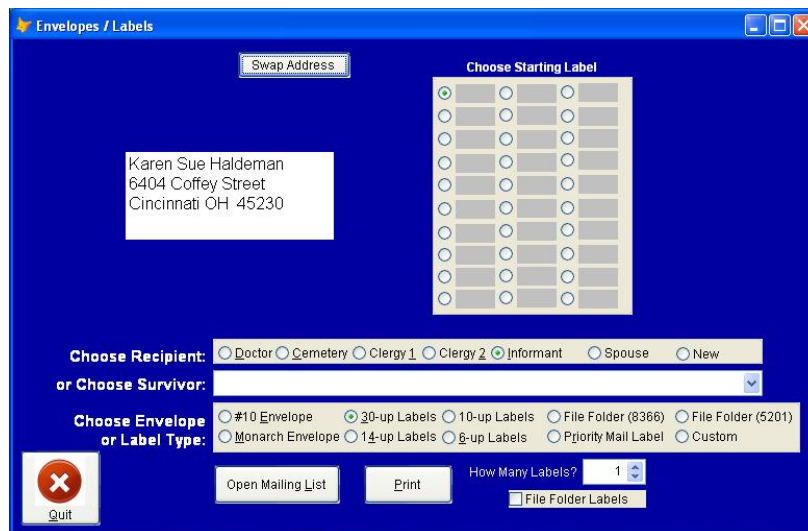 Envelopes / Labels
Swap Address
Choose Starting Label
Karen Sue Haldeman
6404 Coffey Street
Cincinnati OH 45230
Choose Recipient: Doctor Cemetery Clergy 1 Clergy 2 Informant Spouse New
or Choose Survivor:
Choose Envelope
or Label Type:
#10 Envelope 30-up Labels 10-up Labels File Folder (8366) File Folder (5201)
Monarch Envelope 14-up Labels 6-up Labels Priority Mail Label Custom
Quit
Open Mailing List
Print
How Many Labels? 1
File Folder Labels